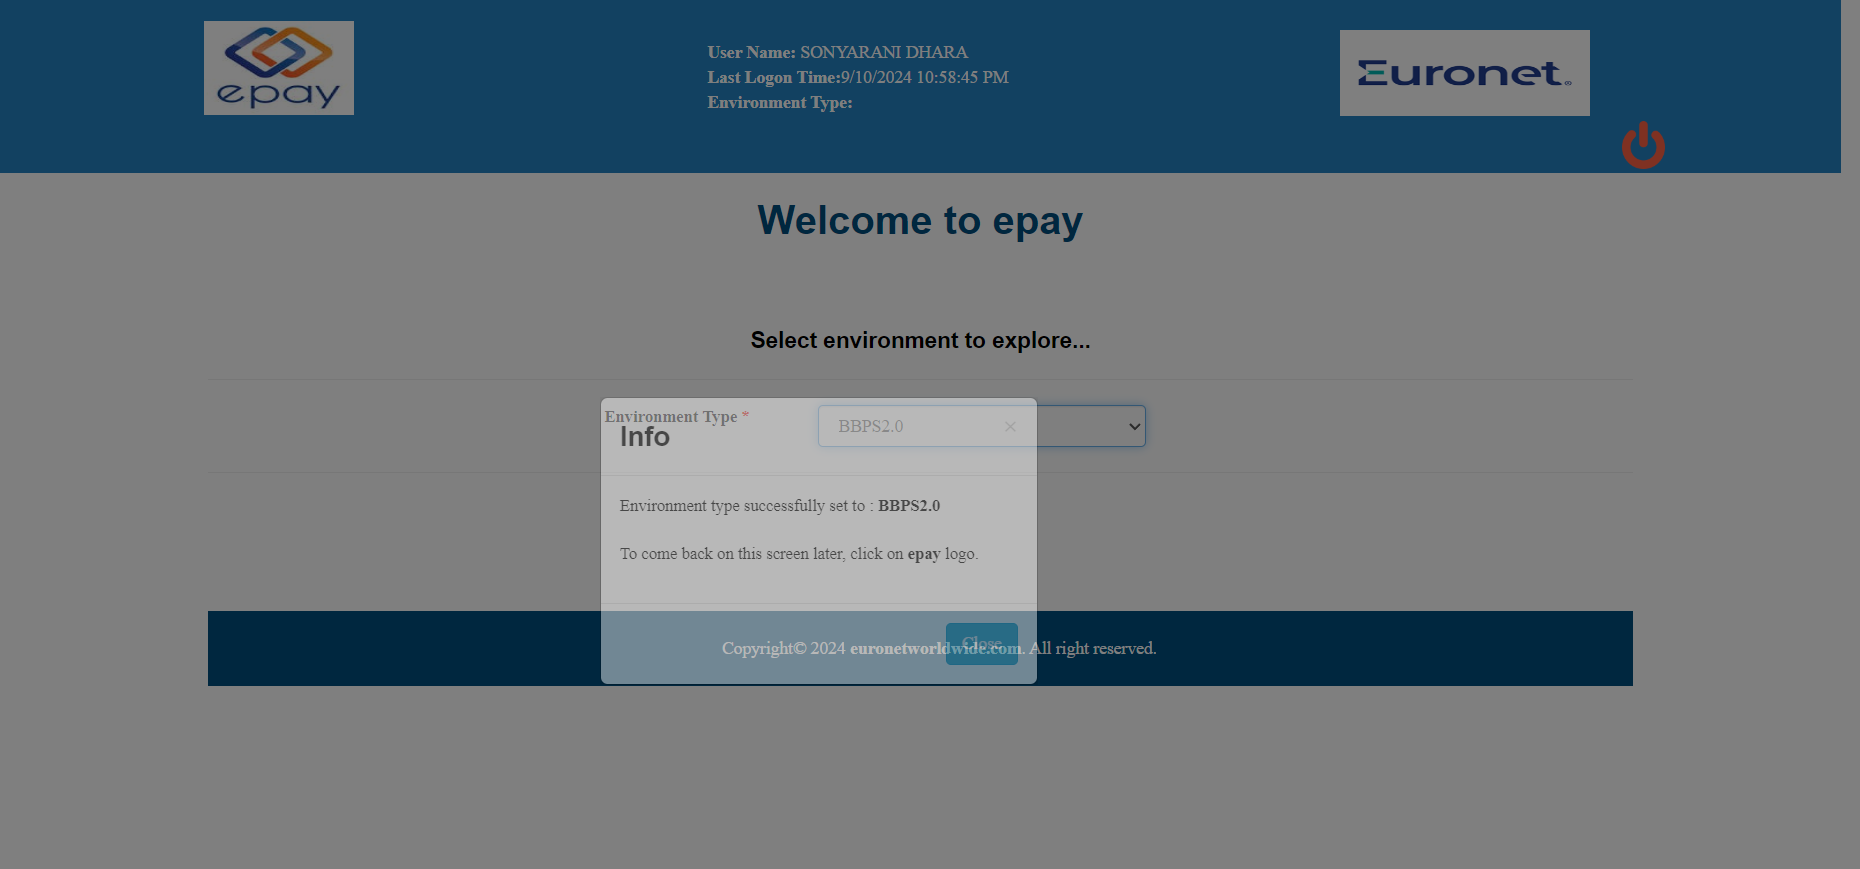 epay
User Name: SONYARANI DHARA
Last Logon Time:9/10/2024 10:58:45 PM
Environment Type:
Euronet®
Welcome to epay
Select environment to explore...
Environment Type *
BBPS2.0
×
Info
Environment type successfully set to : BBPS2.0
To come back on this screen later, click on epay logo.
Close
Copyright© 2024 euronetworldwide.com. All right reserved.